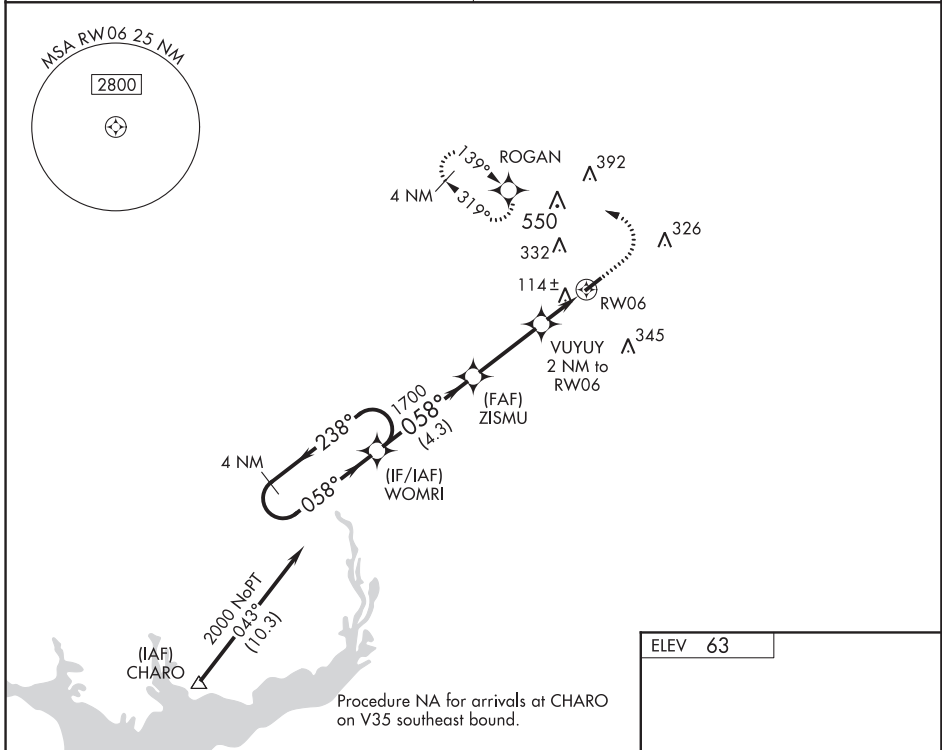 MSA RW06 25 NM
2800
ROGAN
139°
319°
4 NM
392
550
332
326
114±
RW06
345
VUYUY
2 NM to
RW06
(FAF)
ZISMU
1700
058°
(4.3)
238°
4 NM
058°
(IF/IAF)
WOMRI
2000 NoPT
043°
(10.3)
(IAF)
CHARO
Procedure NA for arrivals at CHARO
on V35 southeast bound.
ELEV 63